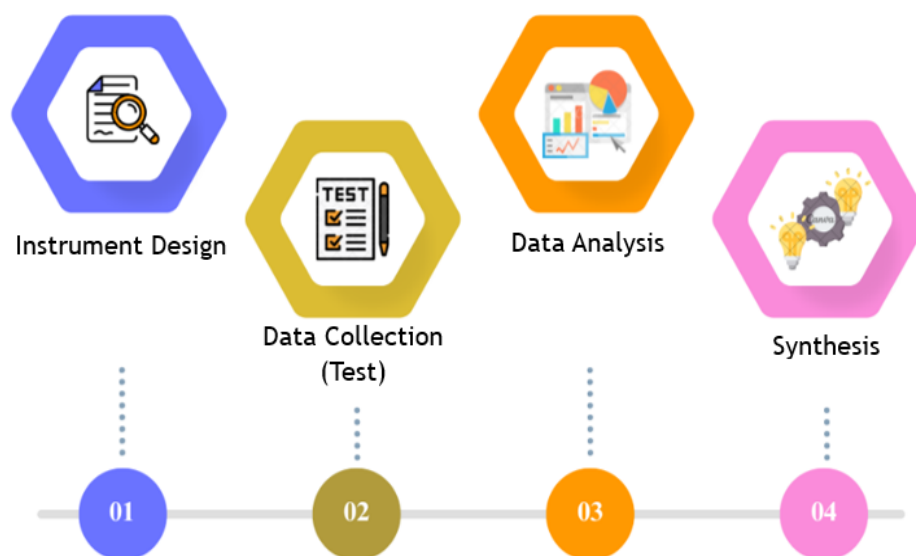 TEST
Instrument Design
Data Analysis
Data Collection
(Test)
Synthesis
01
02
03
04